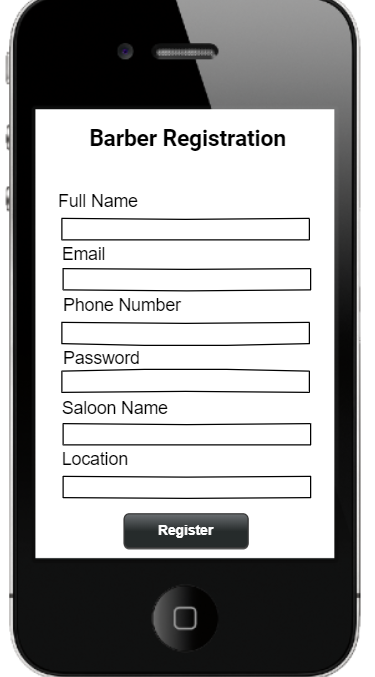 Barber Registration
Full Name
Email
Phone Number
Password
Saloon Name
Location
Register